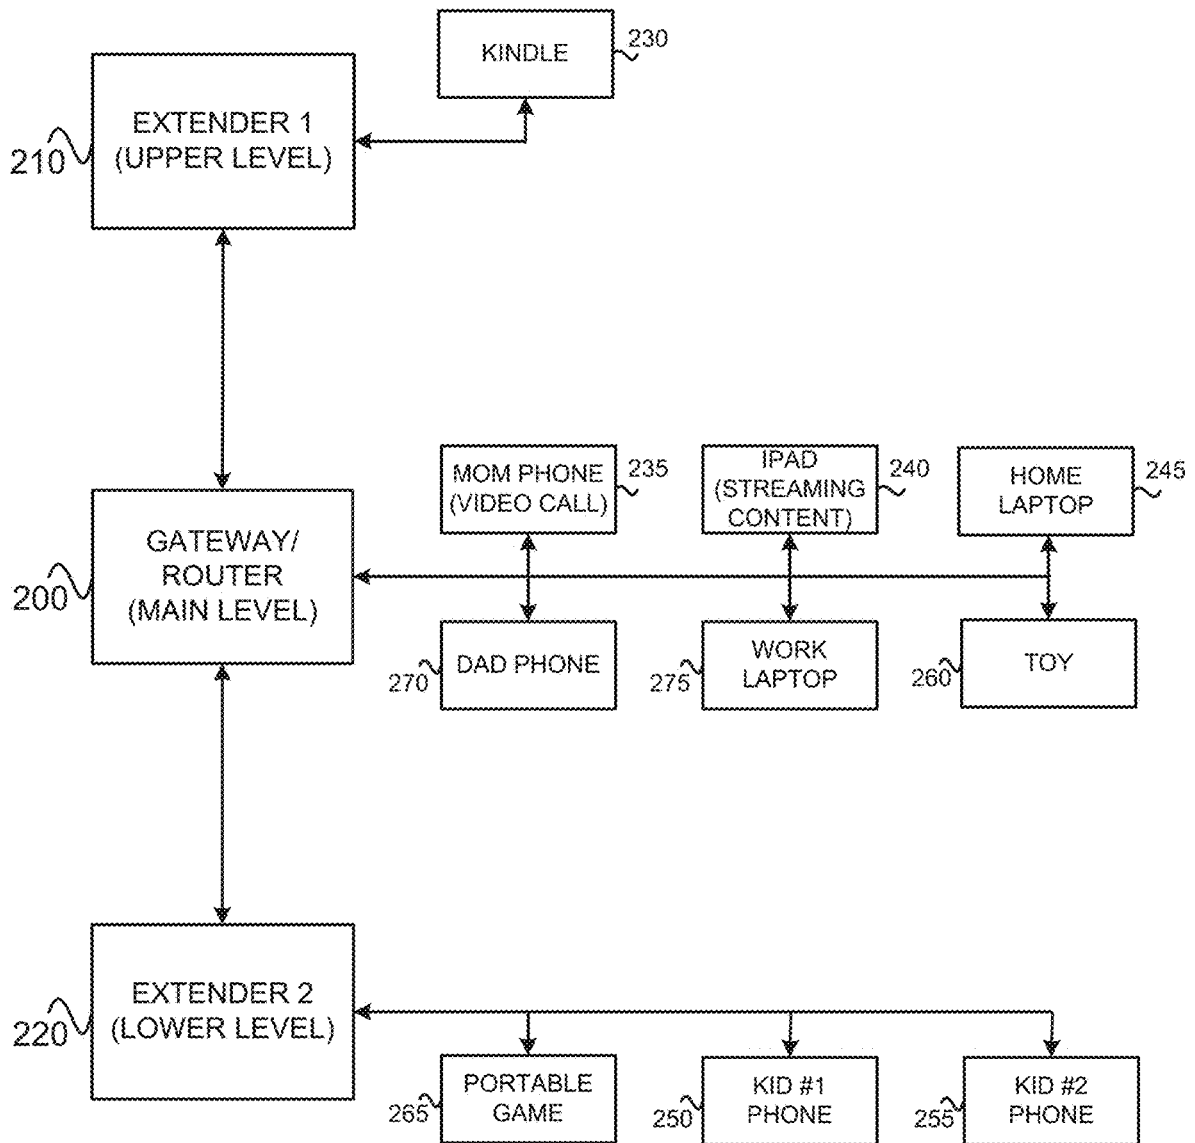 KINDLE
230
EXTENDER 1
(UPPER LEVEL)
210
MOM PHONE
(VIDEO CALL)
235
IPAD
(STREAMING
CONTENT)
240
HOME
LAPTOP
245
GATEWAY/
ROUTER
(MAIN LEVEL)
200
DAD PHONE
270
WORK
LAPTOP
275
TOY
260
EXTENDER 2
(LOWER LEVEL)
220
PORTABLE
GAME
265
KID #1
PHONE
250
KID #2
PHONE
255